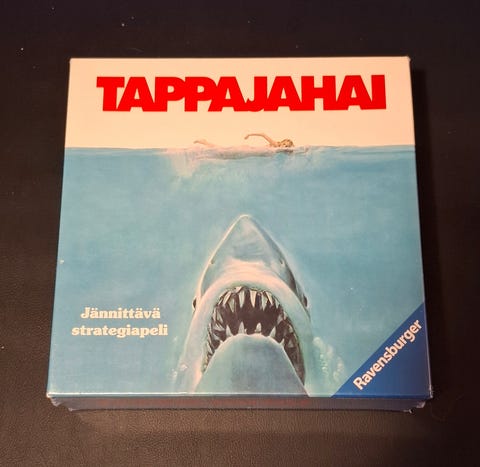 TAPPAJAHAI
Jännittävä
strategiapeli
Ravensburger